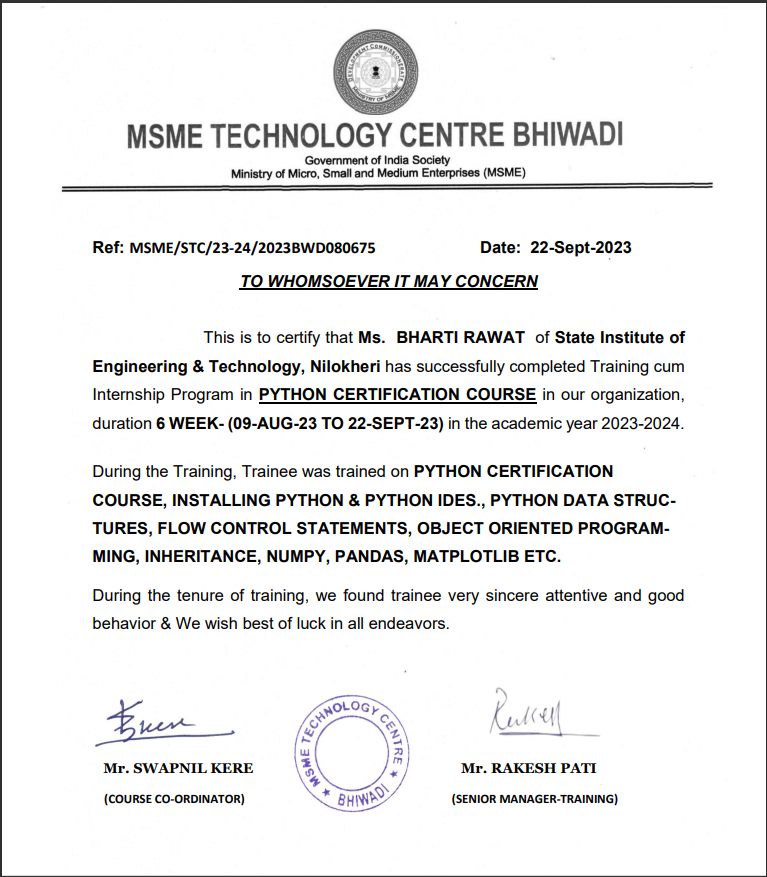 DEVELOPMENT COMMISSIONERATE
MINISTRY OF MSME
MSME TECHNOLOGY CENTRE BHIWADI
Government of India Society
Ministry of Micro, Small and Medium Enterprises (MSME)
Ref: MSME/STC/23-24/2023BWD080675 Date: 22-Sept-2023
TO WHOMSOEVER IT MAY CONCERN
This is to certify that Ms. BHARTI RAWAT of State Institute of
Engineering & Technology, Nilokheri has successfully completed Training cum
Internship Program in PYTHON CERTIFICATION COURSE in our organization,
duration 6 WEEK- (09-AUG-23 TO 22-SEPT-23) in the academic year 2023-2024.
During the Training, Trainee was trained on PYTHON CERTIFICATION
COURSE, INSTALLING PYTHON & PYTHON IDES., PYTHON DATA STRUC-
TURES, FLOW CONTROL STATEMENTS, OBJECT ORIENTED PROGRAM-
MING, INHERITANCE, NUMPY, PANDAS, MATPLOTLIB ETC.
During the tenure of training, we found trainee very sincere attentive and good
behavior & We wish best of luck in all endeavors.
MSME TECHNOLOGY CENTRE
★ BHIWADI ★
Mr. SWAPNIL KERE Mr. RAKESH PATI
(COURSE CO-ORDINATOR) (SENIOR MANAGER-TRAINING)